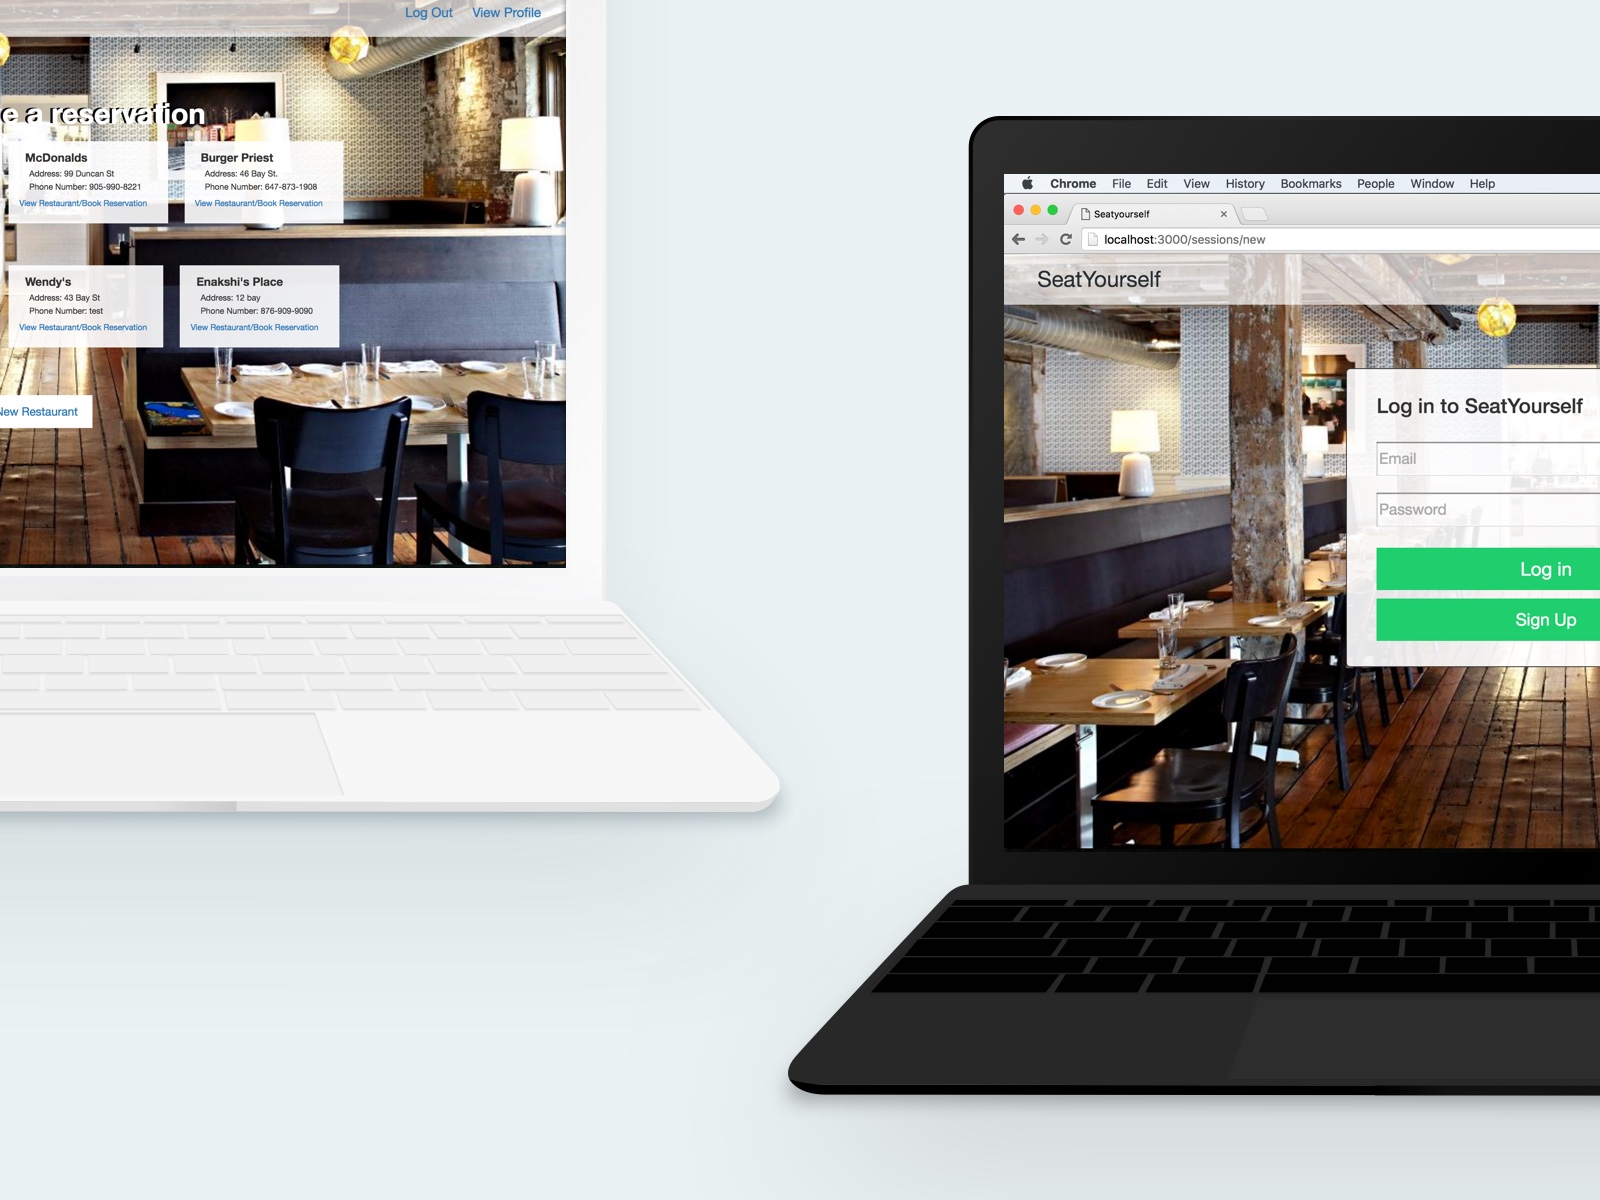 Log Out View Profile
e a reservation
McDonalds
Address: 99 Duncan St
Phone Number: 905-990-8221
View Restaurant/Book Reservation
Burger Priest
Address: 46 Bay St.
Phone Number: 647-873-1908
View Restaurant/Book Reservation
Wendy's
Address: 43 Bay St
Phone Number: test
View Restaurant/Book Reservation
Enakshi's Place
Address: 12 bay
Phone Number: 876-909-9090
View Restaurant/Book Reservation
New Restaurant
Chrome File Edit View History Bookmarks People Window Help
Seatyourself
localhost:3000/sessions/new
SeatYourself
Log in to SeatYourself
Email
Password
Log in
Sign Up